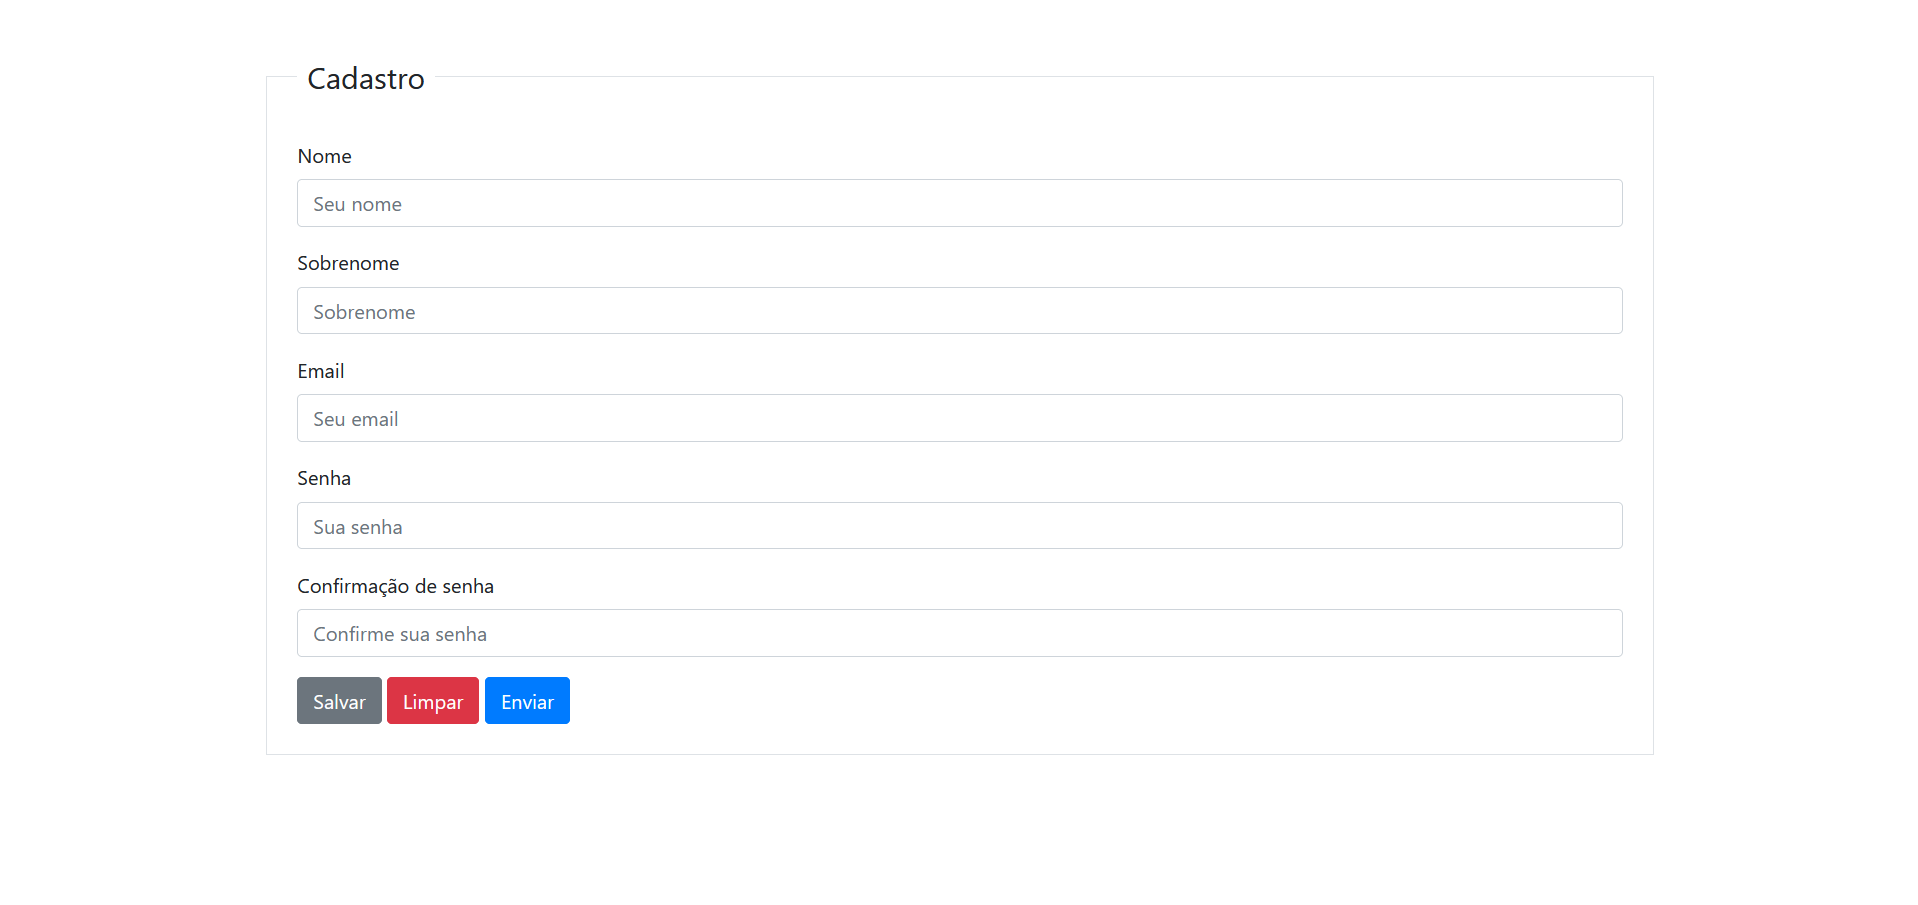 Cadastro
Nome
Seu nome
Sobrenome
Sobrenome
Email
Seu email
Senha
Sua senha
Confirmação de senha
Confirme sua senha
Salvar Limpar Enviar